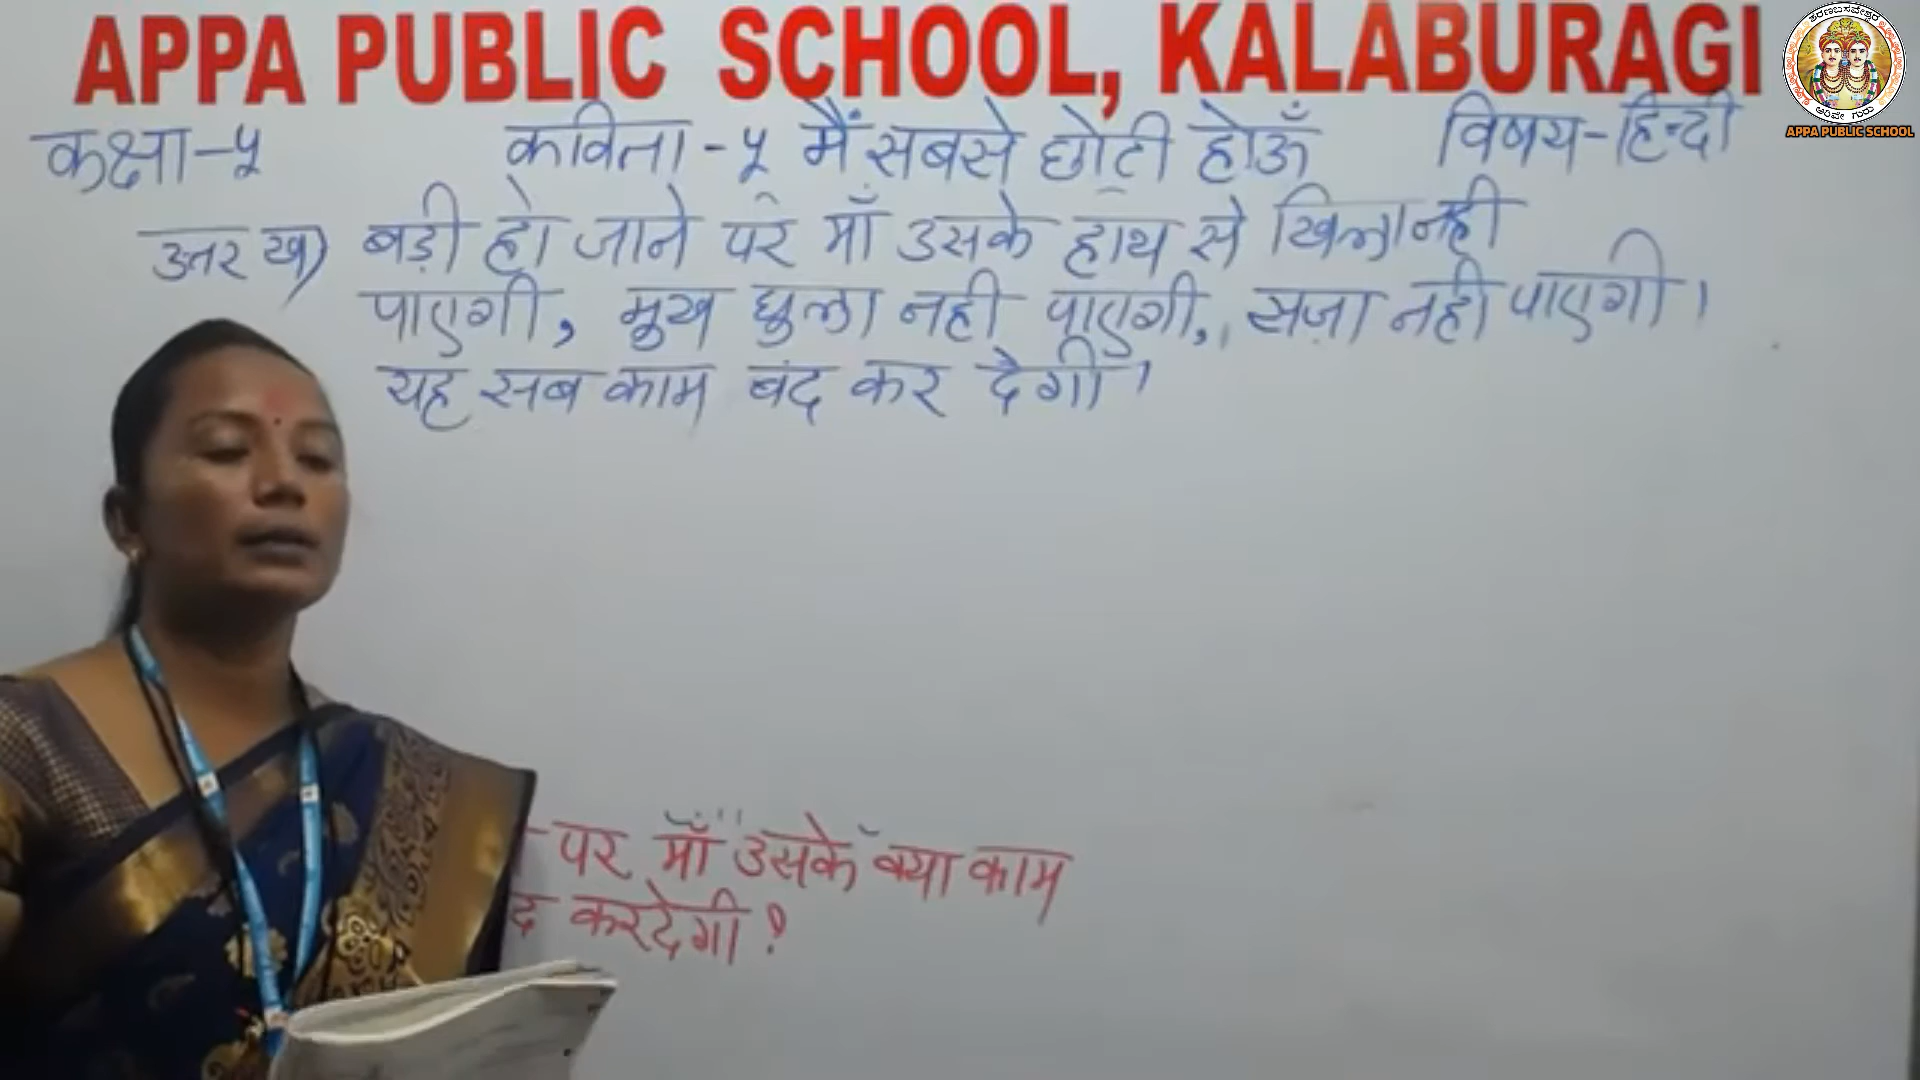 APPA PUBLIC SCHOOL, KALABURAGI
APPA PUBLIC SCHOOL
कक्षा-५ कविता-५ मैं सबसे छोटी होऊँ विषय-हिन्दी
उत्तर ख) बड़ी हो जाने पर माँ उसके हाथ से खिला नही
पाएगी, मुख धुला नही पाएगी, सजा नही पाएगी।
यह सब काम बंद कर देगी।
पर माँ उसके क्या काम
द करदेगी?